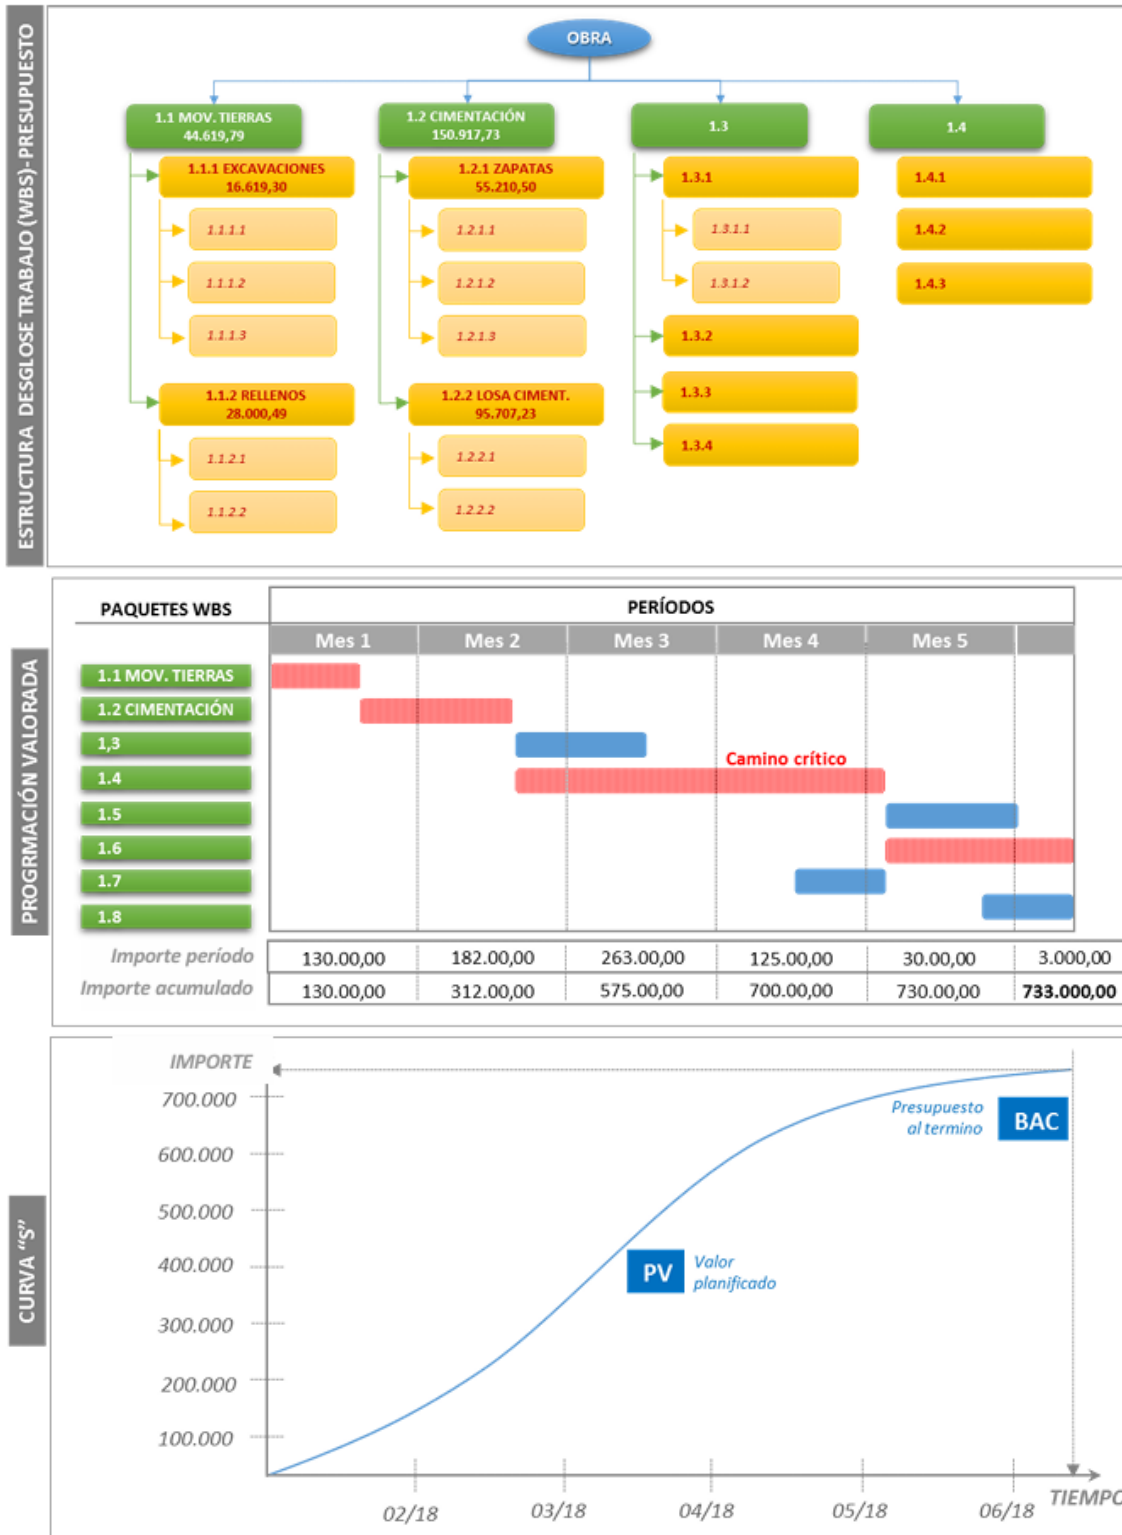 ESTRUCTURA DESGLOSE TRABAJO (WBS)- PRESUPUESTO
OBRA
1.1 MOV. TIERRAS
44.619,79
1.2 CIMENTACIÓN
150.917,73
1.3
1.4
1.1.1 EXCAVACIONES
16.619,30
1.2.1 ZAPATAS
55.210,50
1.3.1
1.4.1
1.1.1.1
1.2.1.1
1.3.1.1
1.4.2
1.1.1.2
1.2.1.2
1.3.1.2
1.4.3
1.1.1.3
1.2.1.3
1.3.2
1.1.2 RELLENOS
28.000,49
1.2.2 LOSA CIMENT.
95.707,23
1.3.3
1.3.4
1.1.2.1
1.2.2.1
1.1.2.2
1.2.2.2
PROGRMACIÓN VALORADA
PAQUETES WBS
PERÍODOS
Mes 1 Mes 2 Mes 3 Mes 4 Mes 5
1.1 MOV. TIERRAS
1.2 CIMENTACIÓN
1,3
Camino crítico
1.4
1.5
1.6
1.7
1.8
Importe período 130.00,00 182.00,00 263.00,00 125.00,00 30.00,00 3.000,00
Importe acumulado 130.00,00 312.00,00 575.00,00 700.00,00 730.00,00 733.000,00
CURVA "S"
IMPORTE
700.000
Presupuesto
al termino
BAC
600.000
500.000
400.000
PV
Valor
planificado
300.000
200.000
100.000
TIEMPO
02/18 03/18 04/18 05/18 06/18